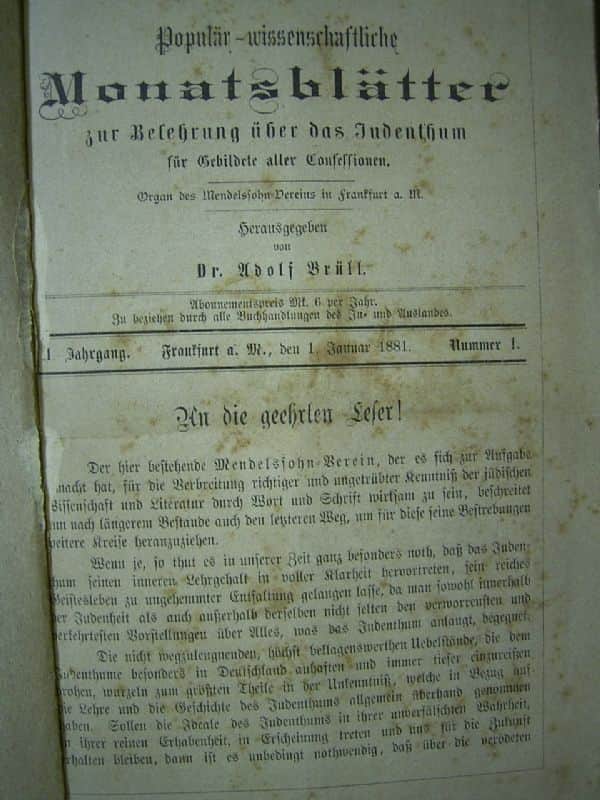 Populär-wissenschaftliche
Monatsblätter
zur Belehrung über das Judenthum
für Gebildete aller Confessionen.
Organ des Mendelssohn-Vereins in Frankfurt a. M.
Herausgegeben
von
Dr. Adolf Brüll.
Abonnementspreis Mk. 6 per Jahr.
Zu beziehen durch alle Buchhandlungen des In- und Auslandes.
1 Jahrgang. Frankfurt a. M., den 1. Januar 1881. Nummer 1.
An die geehrten Leser!
Der hier bestehende Mendelssohn-Verein, der es sich zur Aufgabe
macht hat, für die Verbreitung richtiger und ungetrübter Kenntniß der jüdischen
Wissenschaft und Literatur durch Wort und Schrift wirksam zu sein, beschreitet
nun nach längerem Bestande auch den letzteren Weg, um für diese seine Bestrebungen
weitere Kreise heranzuziehen.
Wenn je, so thut es in unserer Zeit ganz besonders noth, daß das Juden-
thum seinen inneren Lehrgehalt in voller Klarheit hervortreten, sein reiches
Geistesleben zu ungehemmter Entfaltung gelangen lasse, da man sowohl innerhalb
der Judenheit als auch außerhalb derselben nicht selten den verworrensten und
verkehrtesten Vorstellungen über Alles, was das Judenthum anlangt, begegnet.
Die nicht wegzuleugnenden, höchst beklagenswerthen Uebelstände, die dem
Judenthume besonders in Deutschland anhaften und immer tiefer einzureißen
drohen, wurzeln zum größten Theile in der Unkenntniß, welche in Bezug auf
die Lehre und die Geschichte des Judenthums allgemein überhand genommen
haben. Sollen die Ideale des Judenthums in ihrer unverfälschten Wahrheit,
in ihrer reinen Erhabenheit, in Erscheinung treten und uns für die Zukunft
erhalten bleiben, dann ist es unbedingt nothwendig, daß über die verödeten